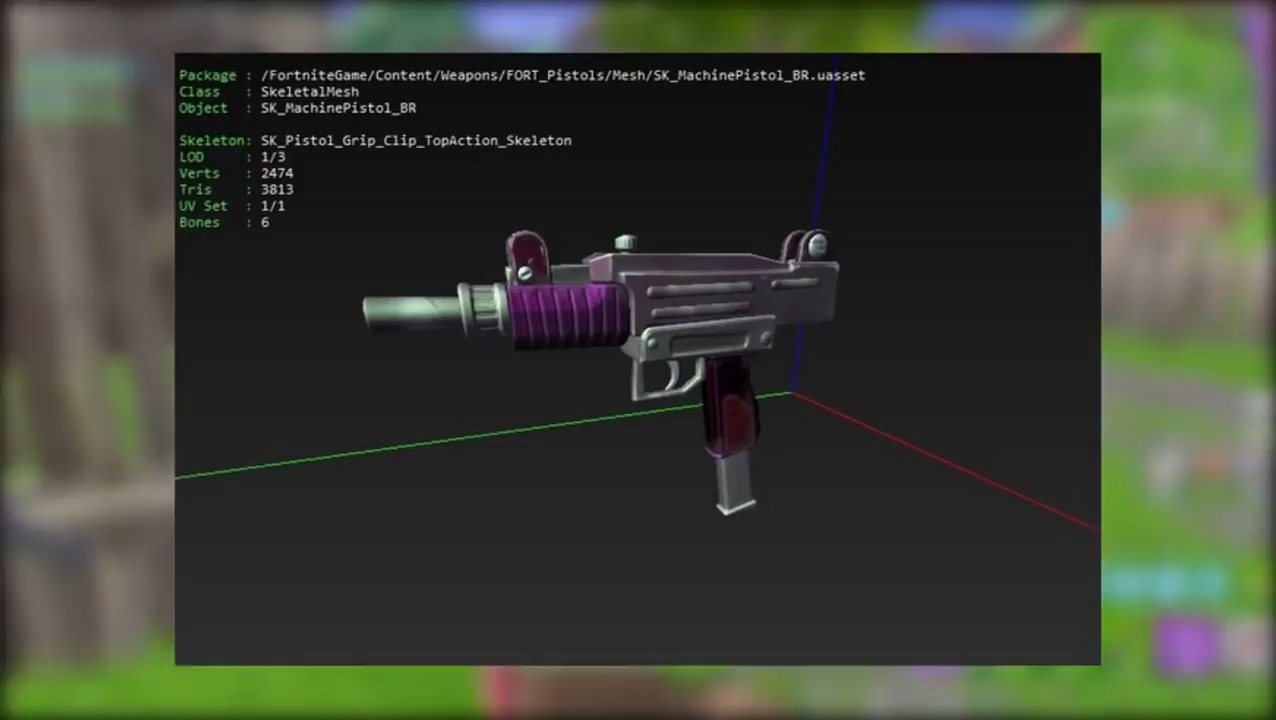 Package : /FortniteGame/Content/Weapons/FORT_Pistols/Mesh/SK_MachinePistol_BR.uasset
Class : SkeletalMesh
Object : SK_MachinePistol_BR
Skeleton: SK_Pistol_Grip_Clip_TopAction_Skeleton
LOD : 1/3
Verts : 2474
Tris : 3813
UV Set : 1/1
Bones : 6